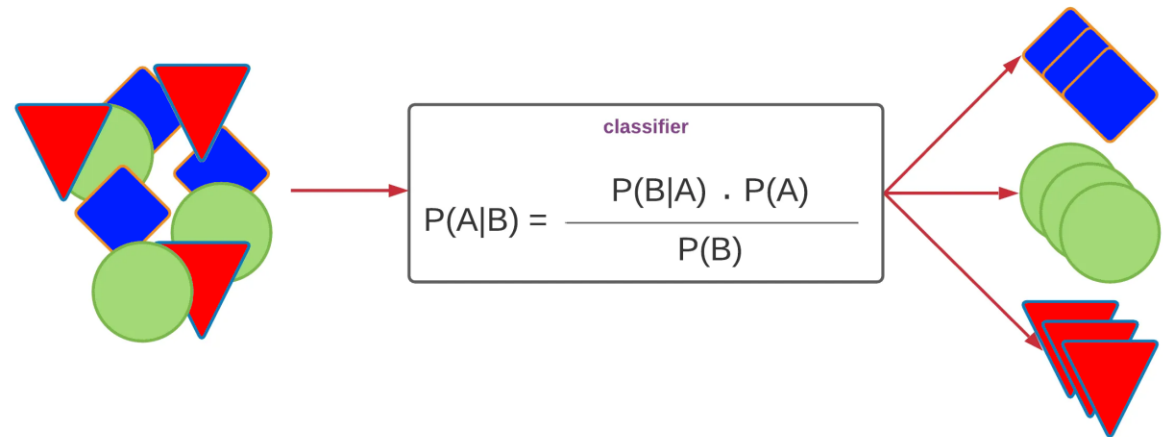 classifier
P(A|B) = P(B|A) . P(A)
P(B)